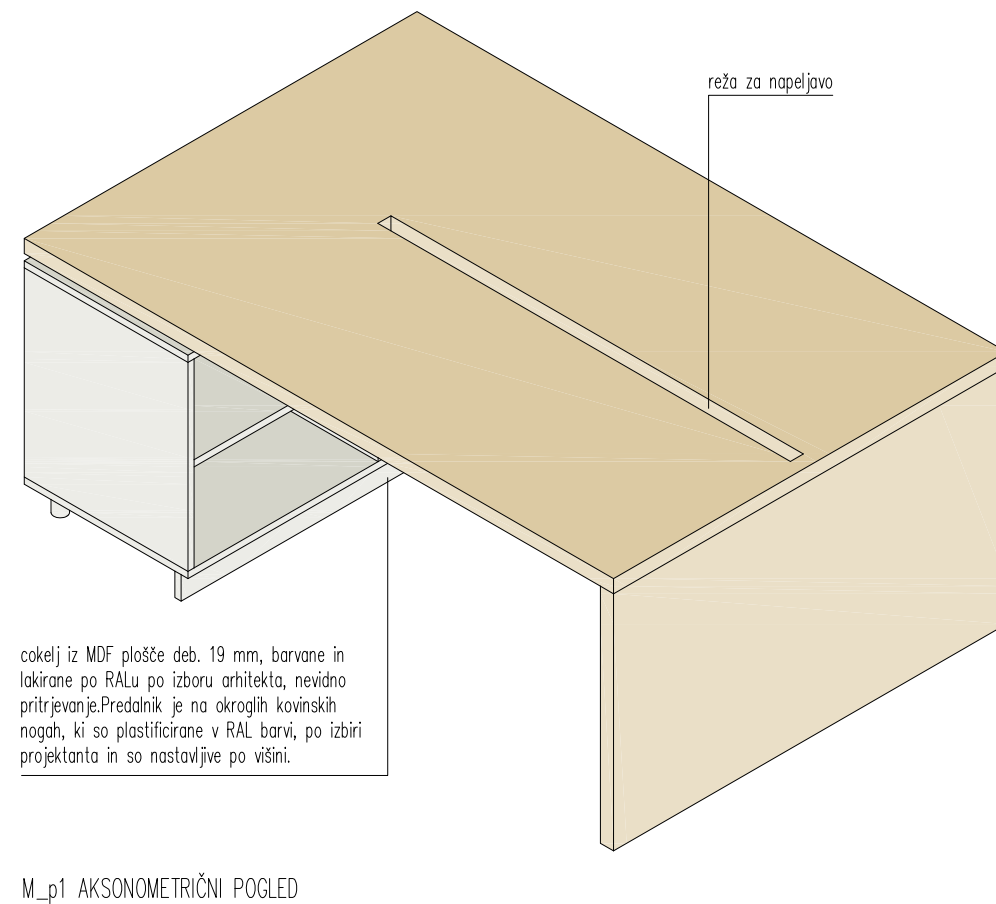 reža za napeljavo
cokelj iz MDF plošče deb. 19 mm, barvane in
lakirane po RALu po izboru arhitekta, nevidno
pritrjevanje.Predalnik je na okroglih kovinskih
nogah, ki so plastificirane v RAL barvi, po izbiri
projektanta in so nastavljive po višini.
M_p1 AKSONOMETRIČNI POGLED